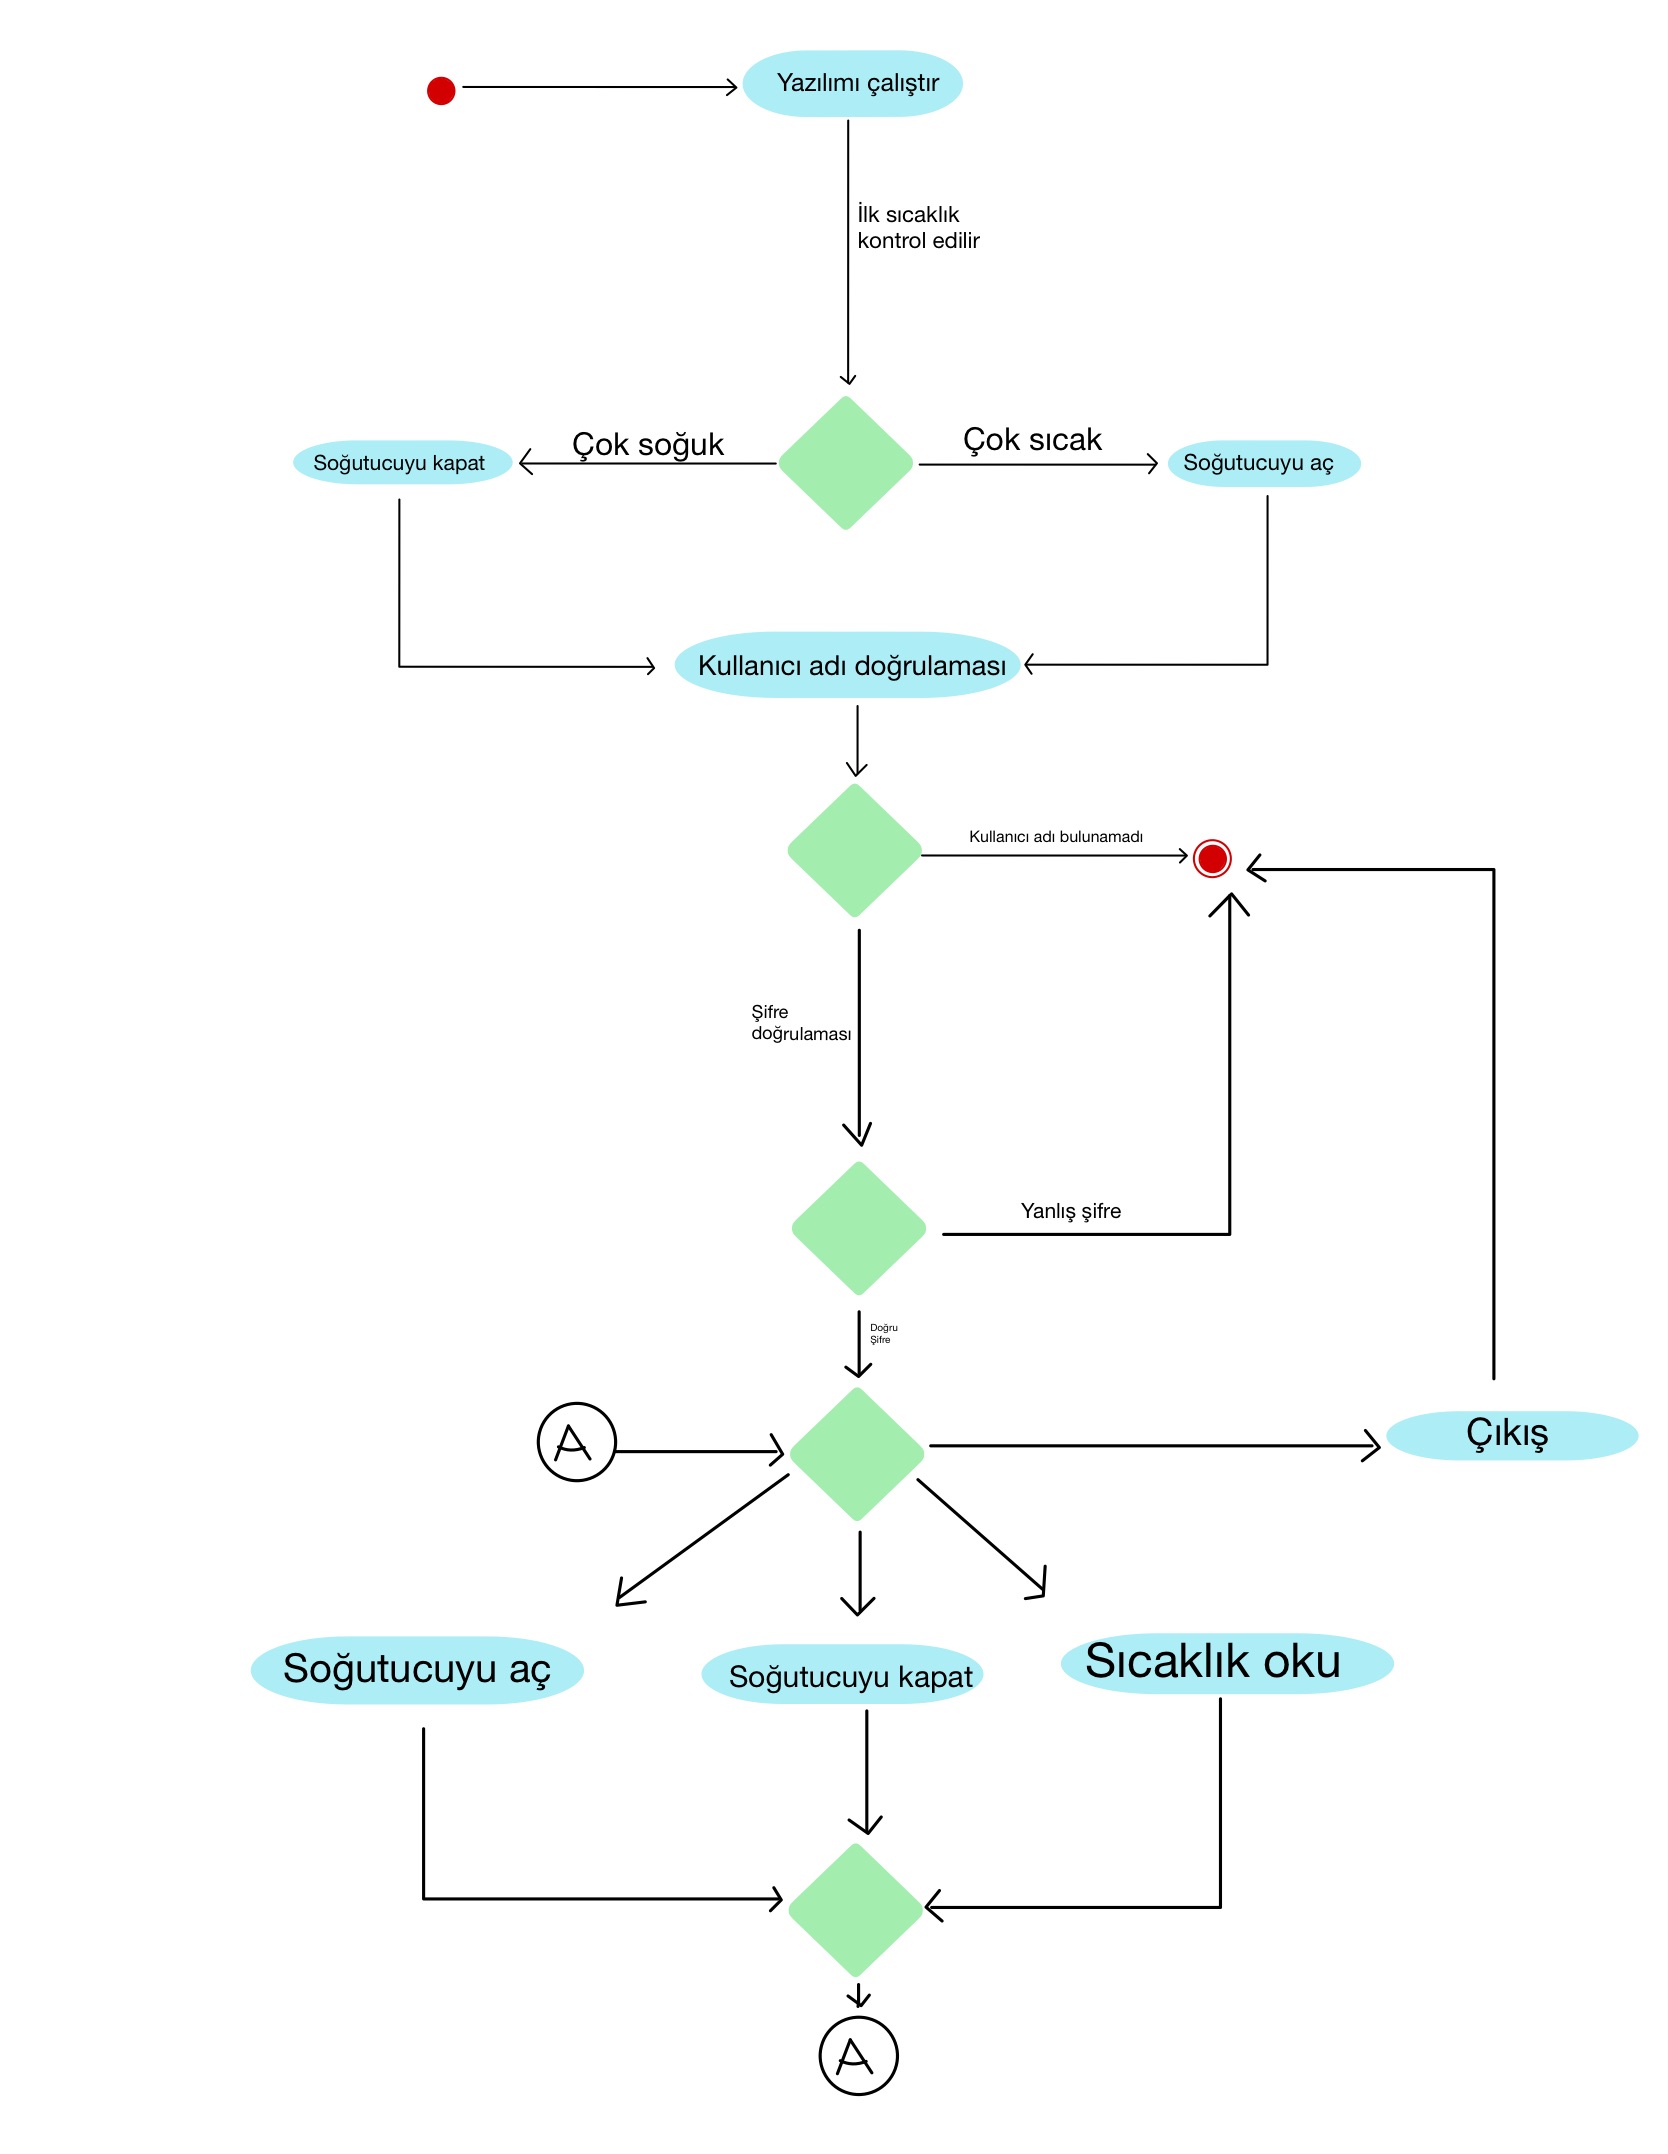 Yazılımı çalıştır
İlk sıcaklık
kontrol edilir
Çok soğuk
Çok sıcak
Soğutucuyu kapat
Soğutucuyu aç
Kullanıcı adı doğrulaması
Kullanıcı adı bulunamadı
Şifre
doğrulaması
Yanlış şifre
Doğru
Şifre
A
Çıkış
Soğutucuyu aç
Soğutucuyu kapat
Sıcaklık oku
A